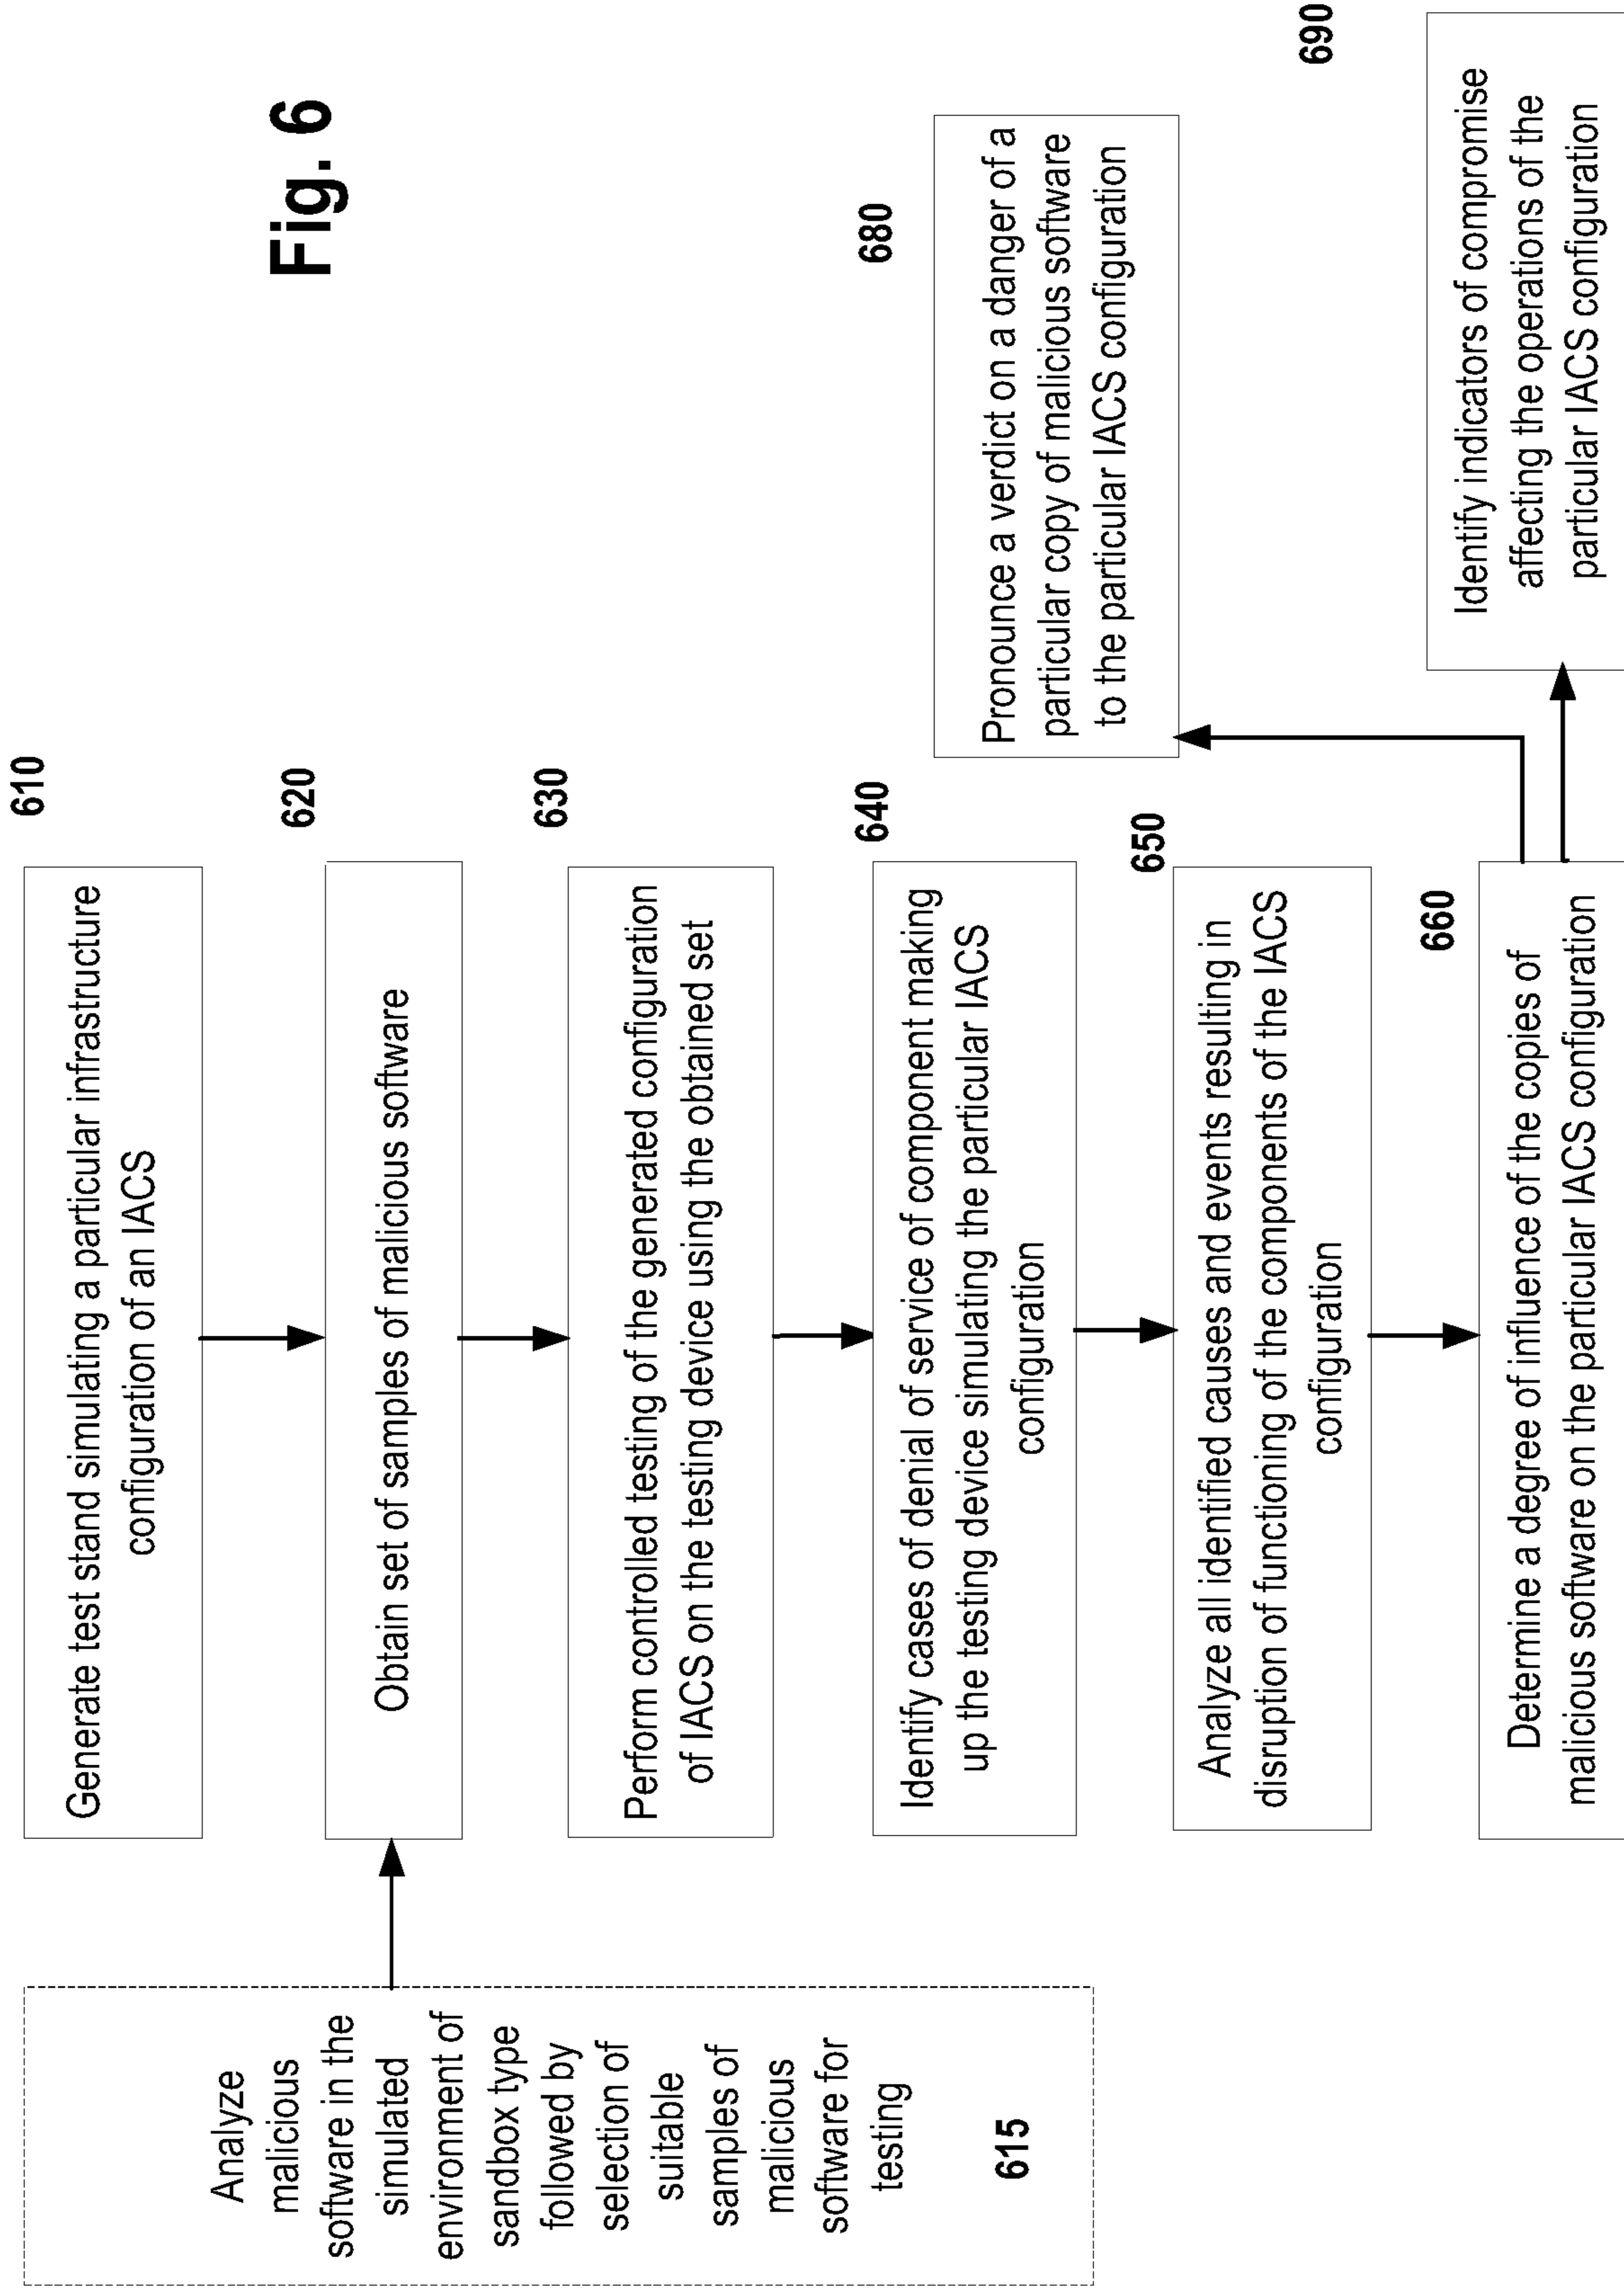 Fig. 6
610
Generate test stand simulating a particular infrastructure
configuration of an IACS
Analyze
malicious
software in the
simulated
environment of
sandbox type
followed by
selection of
suitable
samples of
malicious
software for
testing
615
620
Obtain set of samples of malicious software
630
Perform controlled testing of the generated configuration
of IACS on the testing device using the obtained set
640
Identify cases of denial of service of component making
up the testing device simulating the particular IACS
configuration
650
Analyze all identified causes and events resulting in
disruption of functioning of the components of the IACS
configuration
660
Determine a degree of influence of the copies of
malicious software on the particular IACS configuration
680
Pronounce a verdict on a danger of a
particular copy of malicious software
to the particular IACS configuration
690
Identify indicators of compromise
affecting the operations of the
particular IACS configuration